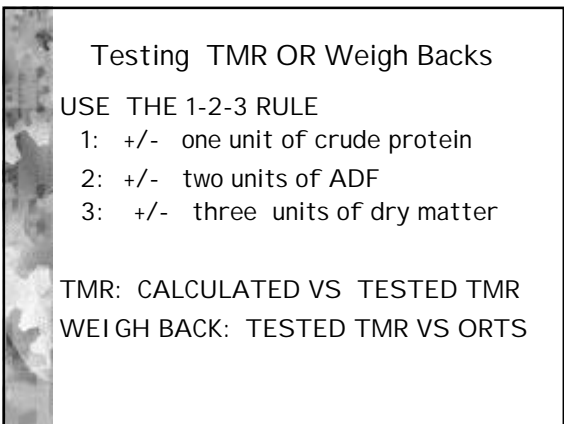 Testing TMR OR Weigh Backs
USE THE 1-2-3 RULE
1: +/- one unit of crude protein
2: +/- two units of ADF
3: +/- three units of dry matter
TMR: CALCULATED VS TESTED TMR
WEIGH BACK: TESTED TMR VS ORTS